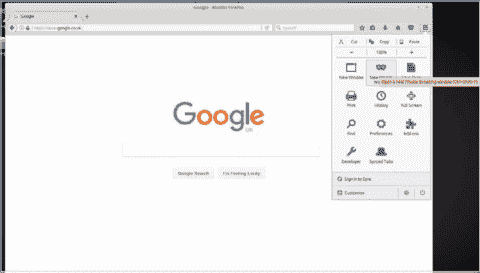 Google - Mozilla Firefox
Google
Search
Cut Copy Paste
100%
New Window
Print History Full Screen
Find Preferences Add-ons
Developer Synced Tabs
Google
UK
Google Search I'm Feeling Lucky
Sign in to Sync
Customize